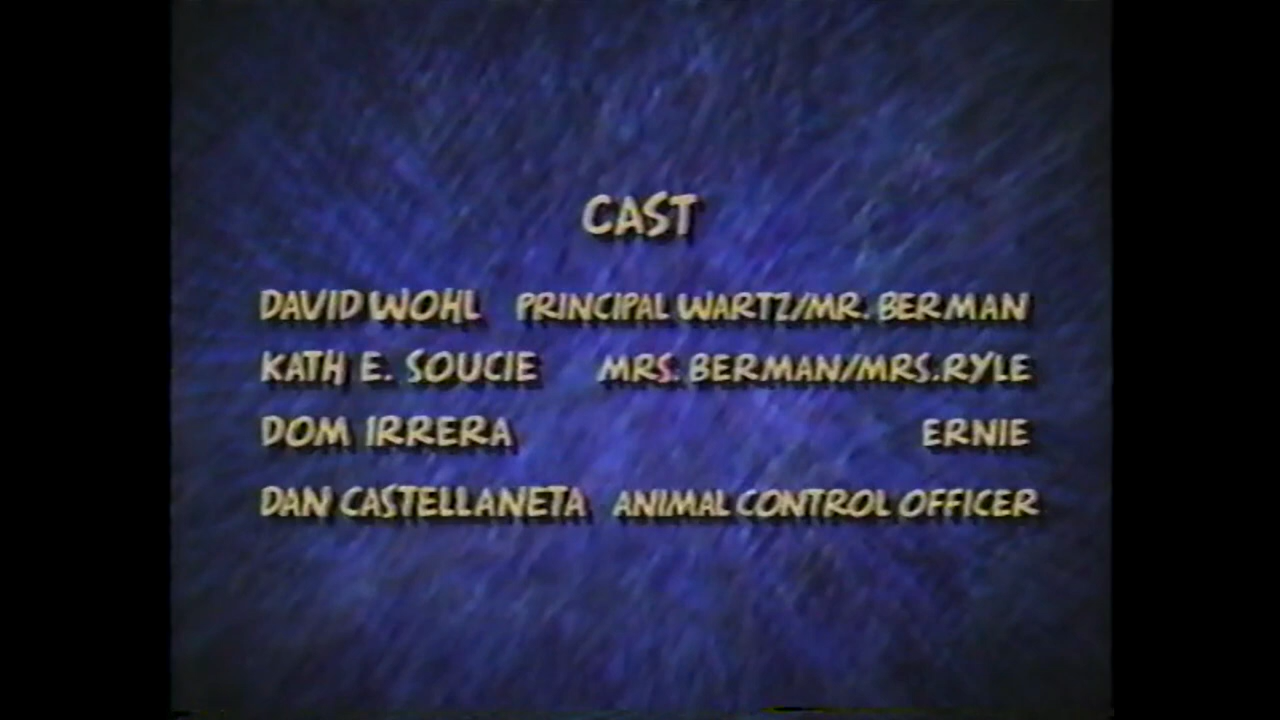 CAST
DAVID WOHL PRINCIPAL WARTZ/MR. BERMAN
KATH E. SOUCIE MRS. BERMAN/MRS.RYLE
DOM IRRERA ERNIE
DAN CASTELLANETA ANIMAL CONTROL OFFICER